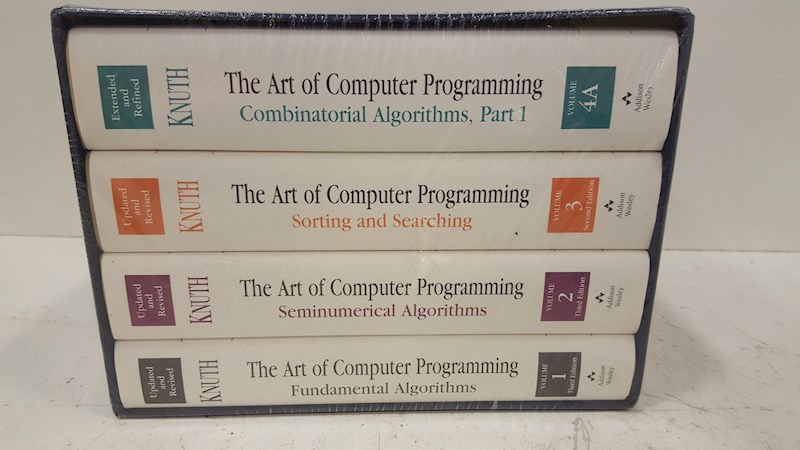 Extended
and
Refined
KNUTH
The Art of Computer Programming
Combinatorial Algorithms, Part 1
VOLUME
4A
Addison
Wesley
Updated
and
Revised
KNUTH
The Art of Computer Programming
Sorting and Searching
VOLUME
3
Second Edition
Addison
Wesley
Updated
and
Revised
KNUTH
The Art of Computer Programming
Seminumerical Algorithms
VOLUME
2
Third Edition
Addison
Wesley
Updated
and
Revised
KNUTH
The Art of Computer Programming
Fundamental Algorithms
VOLUME
1
Third Edition
Addison
Wesley